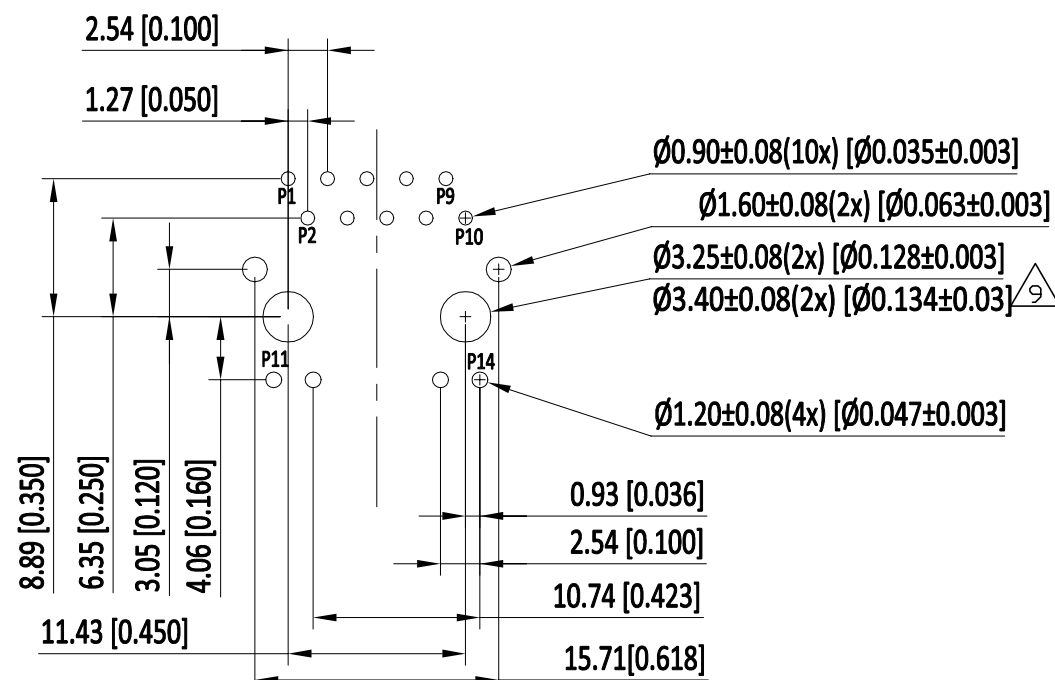 2.54 [0.100]
1.27 [0.050]
Ø0.90±0.08(10x) [Ø0.035±0.003]
P1
P9
Ø1.60±0.08(2x) [Ø0.063±0.003]
P2
P10
Ø3.25±0.08(2x) [Ø0.128±0.003]
Ø3.40±0.08(2x) [Ø0.134±0.03]
9
P11
P14
Ø1.20±0.08(4x) [Ø0.047±0.003]
8.89 [0.350]
6.35 [0.250]
3.05 [0.120]
4.06 [0.160]
0.93 [0.036]
2.54 [0.100]
10.74 [0.423]
11.43 [0.450]
15.71[0.618]